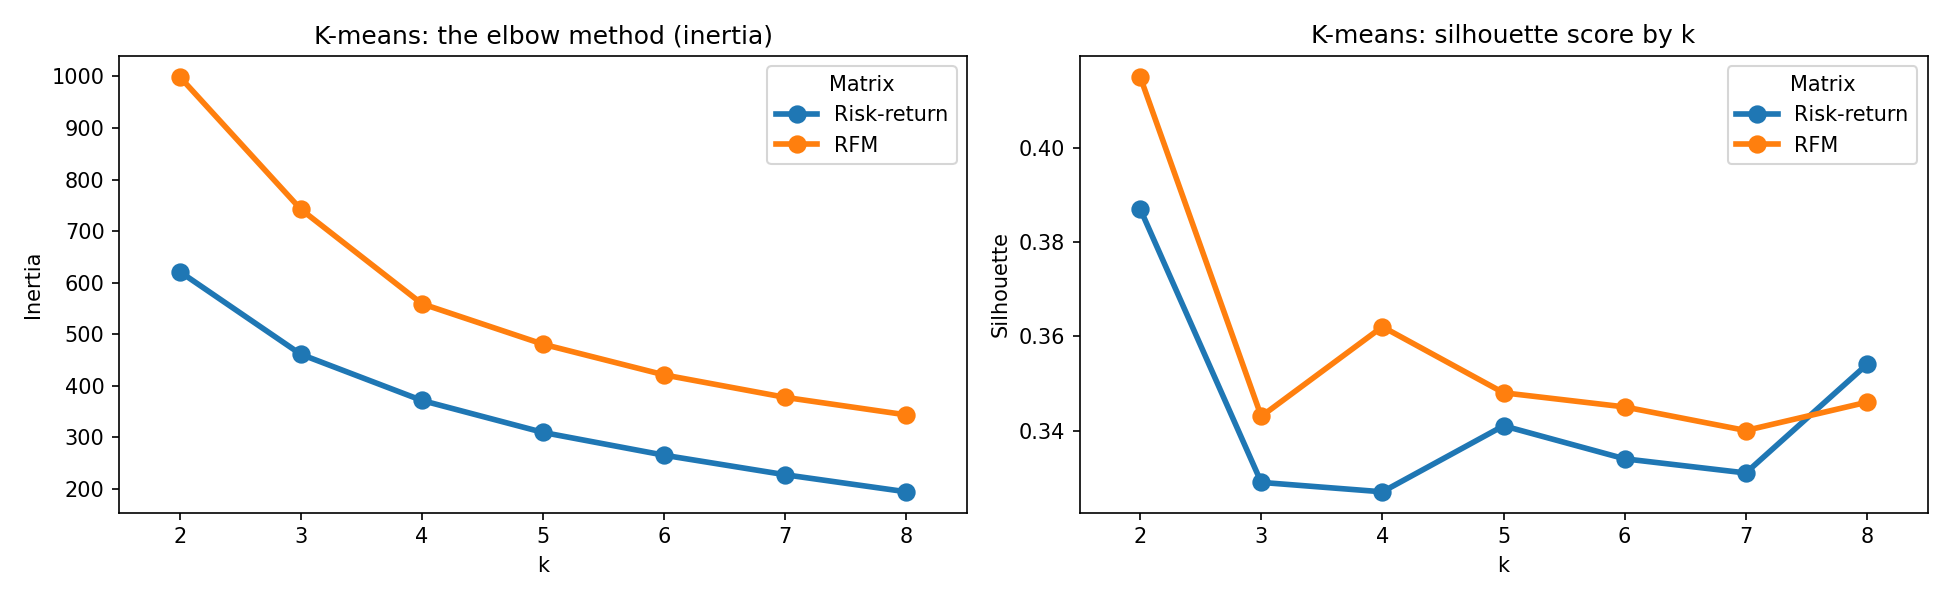 K-means: the elbow method (inertia)
Inertia
1000
900
800
700
600
500
400
300
200
2 3 4 5 6 7 8
k
Matrix
Risk-return
RFM
K-means: silhouette score by k
Silhouette
0.40
0.38
0.36
0.34
2 3 4 5 6 7 8
k
Matrix
Risk-return
RFM